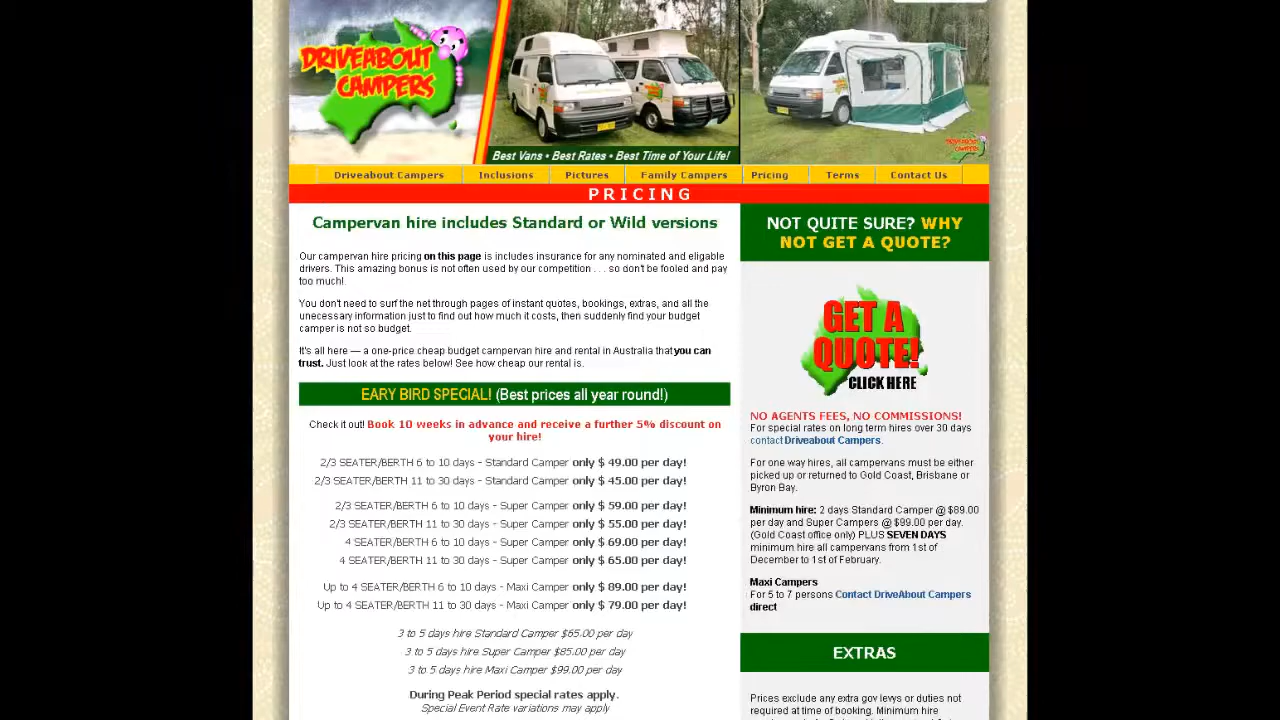 DRIVEABOUT
CAMPERS
Best Vans • Best Rates • Best Time of Your Life!
Driveabout Campers Inclusions Pictures Family Campers Pricing Terms Contact Us
PRICING
Campervan hire includes Standard or Wild versions
Our campervan hire pricing on this page is includes insurance for any nominated and eligable
drivers. This amazing bonus is not often used by our competition . . . so don't be fooled and pay
too much!.
You don't need to surf the net through pages of instant quotes, bookings, extras, and all the
unecessary information just to find out how much it costs, then suddenly find your budget
camper is not so budget.
It's all here — a one-price cheap budget campervan hire and rental in Australia that you can
trust. Just look at the rates below! See how cheap our rental is.
EARY BIRD SPECIAL! (Best prices all year round!)
Check it out! Book 10 weeks in advance and receive a further 5% discount on
your hire!
2/3 SEATER/BERTH 6 to 10 days - Standard Camper only $ 49.00 per day!
2/3 SEATER/BERTH 11 to 30 days - Standard Camper only $ 45.00 per day!
2/3 SEATER/BERTH 6 to 10 days - Super Camper only $ 59.00 per day!
2/3 SEATER/BERTH 11 to 30 days - Super Camper only $ 55.00 per day!
4 SEATER/BERTH 6 to 10 days - Super Camper only $ 69.00 per day!
4 SEATER/BERTH 11 to 30 days - Super Camper only $ 65.00 per day!
Up to 4 SEATER/BERTH 6 to 10 days - Maxi Camper only $ 89.00 per day!
Up to 4 SEATER/BERTH 11 to 30 days - Maxi Camper only $ 79.00 per day!
3 to 5 days hire Standard Camper $65.00 per day
3 to 5 days hire Super Camper $85.00 per day
3 to 5 days hire Maxi Camper $99.00 per day
During Peak Period special rates apply.
Special Event Rate variations may apply
NOT QUITE SURE? WHY
NOT GET A QUOTE?
GET A
QUOTE!
CLICK HERE
NO AGENTS FEES, NO COMMISSIONS!
For special rates on long term hires over 30 days
contact Driveabout Campers.
For one way hires, all campervans must be either
picked up or returned to Gold Coast, Brisbane or
Byron Bay.
Minimum hire: 2 days Standard Camper @ $89.00
per day and Super Campers @ $99.00 per day.
(Gold Coast office only) PLUS SEVEN DAYS
minimum hire all campervans from 1st of
December to 1st of February.
Maxi Campers
For 5 to 7 persons Contact DriveAbout Campers
direct
EXTRAS
Prices exclude any extra gov levys or duties not
required at time of booking. Minimum hire